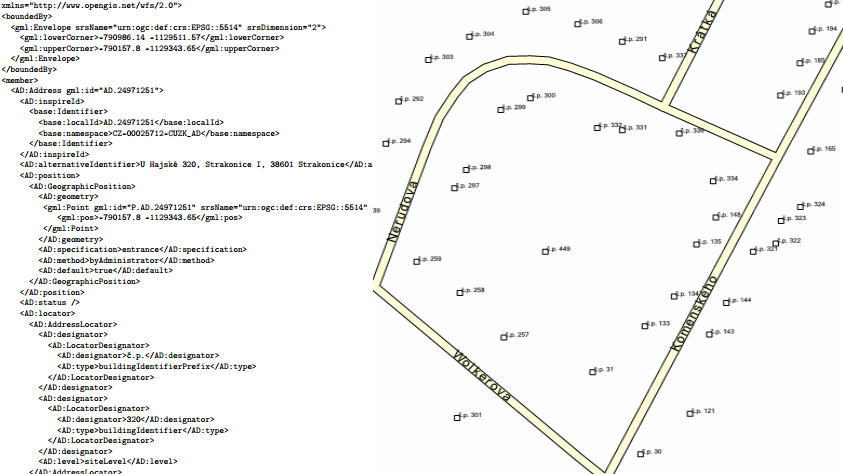 xmlns="http://www.opengis.net/wfs/2.0">
<boundedBy>
<gml:Envelope srsName="urn:ogc:def:crs:EPSG::5514" srsDimension="2">
<gml:lowerCorner>-790986.14 -1129511.57</gml:lowerCorner>
<gml:upperCorner>-790157.8 -1129343.65</gml:upperCorner>
</gml:Envelope>
</boundedBy>
<member>
<AD:Address gml:id="AD.24971251">
<AD:inspireId>
<base:Identifier>
<base:localId>AD.24971251</base:localId>
<base:namespace>CZ-00025712-CUZK_AD</base:namespace>
</base:Identifier>
</AD:inspireId>
<AD:alternativeIdentifier>U Hajské 320, Strakonice I, 38601 Strakonice</AD:a
<AD:position>
<AD:GeographicPosition>
<AD:geometry>
<gml:Point gml:id="P.AD.24971251" srsName="urn:ogc:def:crs:EPSG::5514"
<gml:pos>-790157.8 -1129343.65</gml:pos>
</gml:Point>
</AD:geometry>
<AD:specification>entrance</AD:specification>
<AD:method>byAdministrator</AD:method>
<AD:default>true</AD:default>
</AD:GeographicPosition>
</AD:position>
<AD:status />
<AD:locator>
<AD:AddressLocator>
<AD:designator>
<AD:LocatorDesignator>
<AD:designator>č.p.</AD:designator>
<AD:type>buildingIdentifierPrefix</AD:type>
</AD:LocatorDesignator>
</AD:designator>
<AD:designator>
<AD:LocatorDesignator>
<AD:designator>320</AD:designator>
<AD:type>buildingIdentifier</AD:type>
</AD:LocatorDesignator>
</AD:designator>
<AD:level>siteLevel</AD:level>
</AD:AddressLocator>
č.p. 305
č.p. 306
č.p. 304
č.p. 291
č.p. 303
č.p. 337
Krátká
č.p. 194
č.p. 185
č.p. 193
č.p. 292
č.p. 300
č.p. 299
č.p. 332
č.p. 331
č.p. 336
č.p. 294
č.p. 165
č.p. 298
č.p. 297
č.p. 334
39
Nerudova
č.p. 148
č.p. 324
č.p. 323
č.p. 322
č.p. 321
č.p. 135
č.p. 449
č.p. 259
č.p. 258
č.p. 134
č.p. 144
Komenského
č.p. 133
č.p. 143
č.p. 257
Wolkerova
č.p. 31
č.p. 301
č.p. 121
č.p. 30